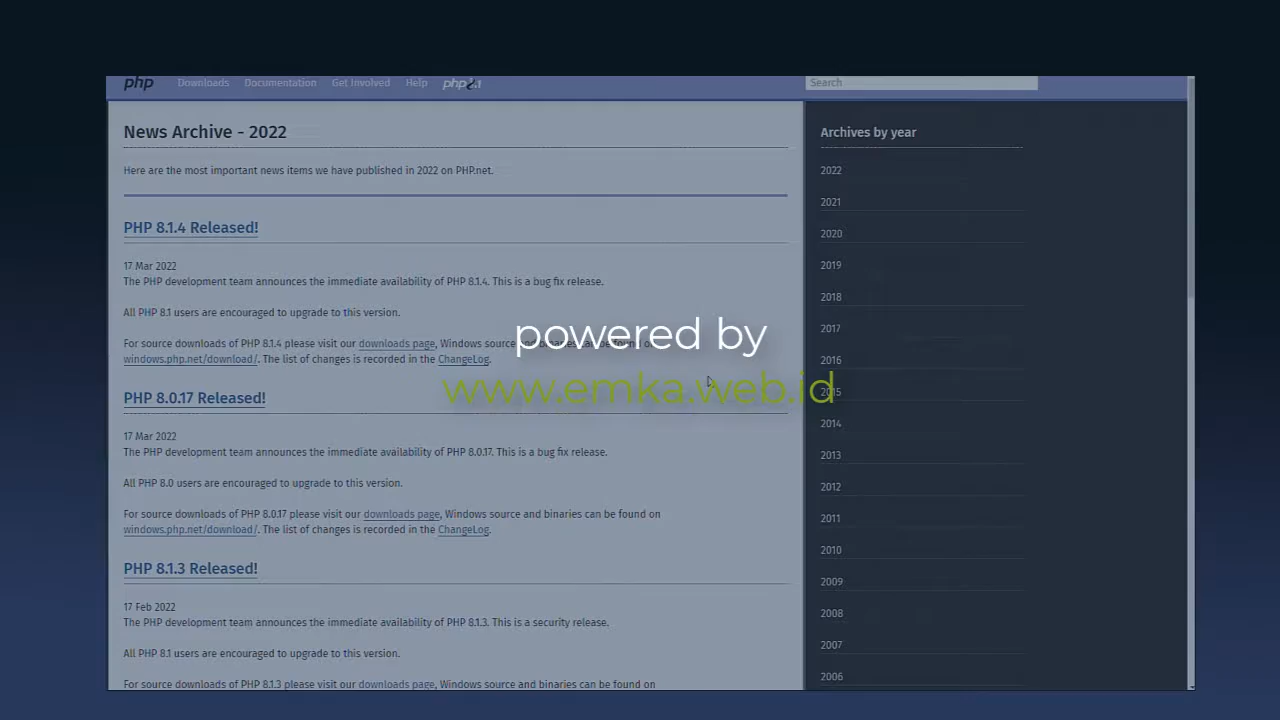 php Downloads Documentation Get Involved Help php 8.1 Search
News Archive - 2022
Here are the most important news items we have published in 2022 on PHP.net.
PHP 8.1.4 Released!
17 Mar 2022
The PHP development team announces the immediate availability of PHP 8.1.4. This is a bug fix release.
All PHP 8.1 users are encouraged to upgrade to this version.
For source downloads of PHP 8.1.4 please visit our downloads page, Windows source and binaries can be found on
windows.php.net/download/. The list of changes is recorded in the ChangeLog.
PHP 8.0.17 Released!
17 Mar 2022
The PHP development team announces the immediate availability of PHP 8.0.17. This is a bug fix release.
All PHP 8.0 users are encouraged to upgrade to this version.
For source downloads of PHP 8.0.17 please visit our downloads page, Windows source and binaries can be found on
windows.php.net/download/. The list of changes is recorded in the ChangeLog.
PHP 8.1.3 Released!
17 Feb 2022
The PHP development team announces the immediate availability of PHP 8.1.3. This is a security release.
All PHP 8.1 users are encouraged to upgrade to this version.
For source downloads of PHP 8.1.3 please visit our downloads page, Windows source and binaries can be found on
powered by
www.emka.web.id
Archives by year
2022
2021
2020
2019
2018
2017
2016
2015
2014
2013
2012
2011
2010
2009
2008
2007
2006